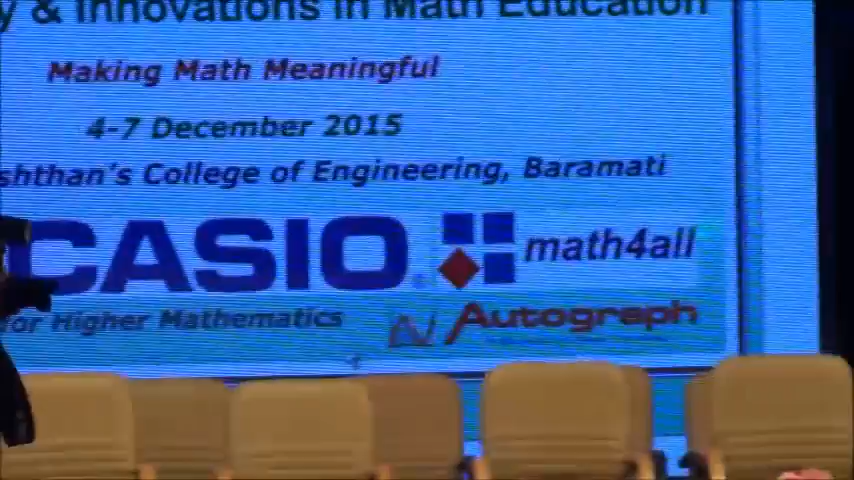 & Innovations in Math Education
Making Math Meaningful
4-7 December 2015
shthan's College of Engineering, Baramati
CASIO
math4all
for Higher Mathematics
Autograph